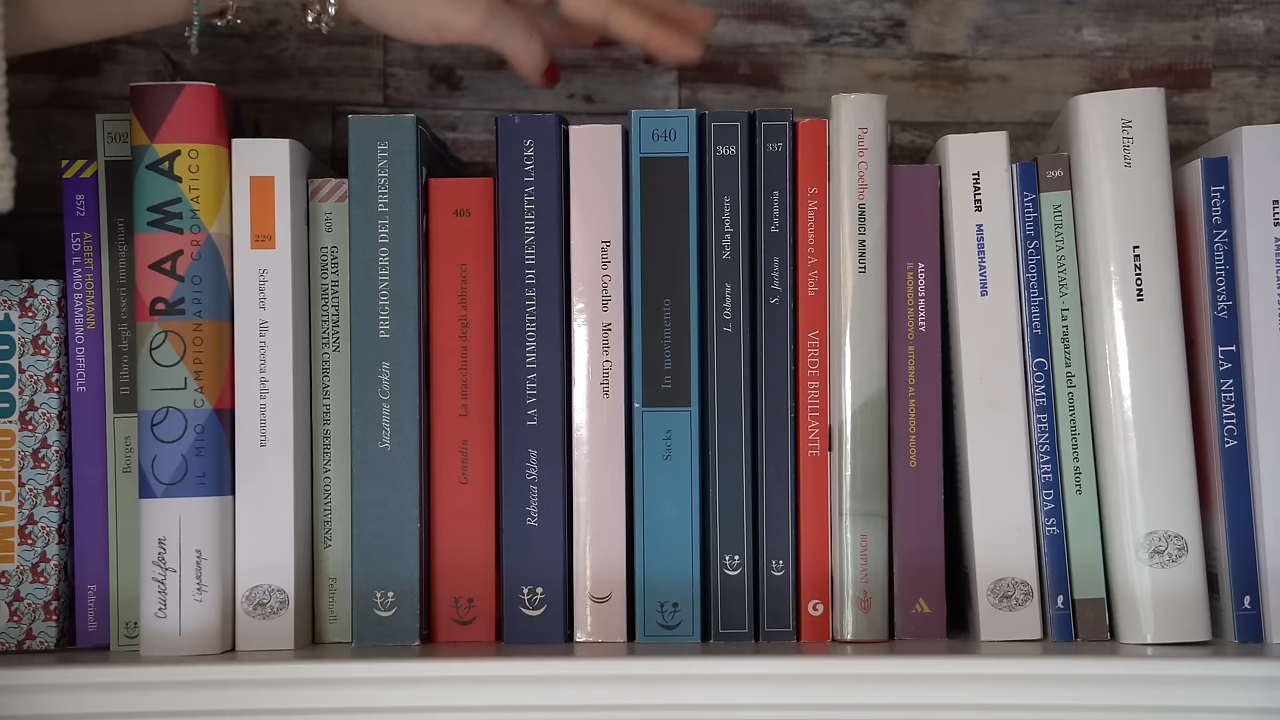 1000 ORIGAMI
8572
ALBERT HOFMANN
LSD: IL MIO BAMBINO DIFFICILE
Feltrinelli
502
Il libro degli esseri immaginari
Borges
COLORAMA
IL MIO CAMPIONARIO CROMATICO
Cruschiform
L'ippocampo
229
Schacter Alla ricerca della memoria
1409
GABY HAUPTMANN
UOMO IMPOTENTE CERCASI PER SERENA CONVIVENZA
Feltrinelli
Suzanne Corkin PRIGIONIERO DEL PRESENTE
405
Grandin La macchina degli abbracci
Rebecca Skloot LA VITA IMMORTALE DI HENRIETTA LACKS
Paulo Coelho Monte Cinque
640
In movimento
Sacks
368
L. Osborne Nella polvere
337
S. Jackson Paranoia
S. Mancuso e A. Viola VERDE BRILLANTE
Paulo Coelho UNDICI MINUTI
BOMPIANI
ALDOUS HUXLEY
IL MONDO NUOVO · RITORNO AL MONDO NUOVO
THALER MISBEHAVING
Arthur Schopenhauer COME PENSARE DA SÉ
296
MURATA SAYAKA - La ragazza del convenience store
McEwan
LEZIONI
Irène Némirovsky LA NEMICA
ELLIS AMERICAN